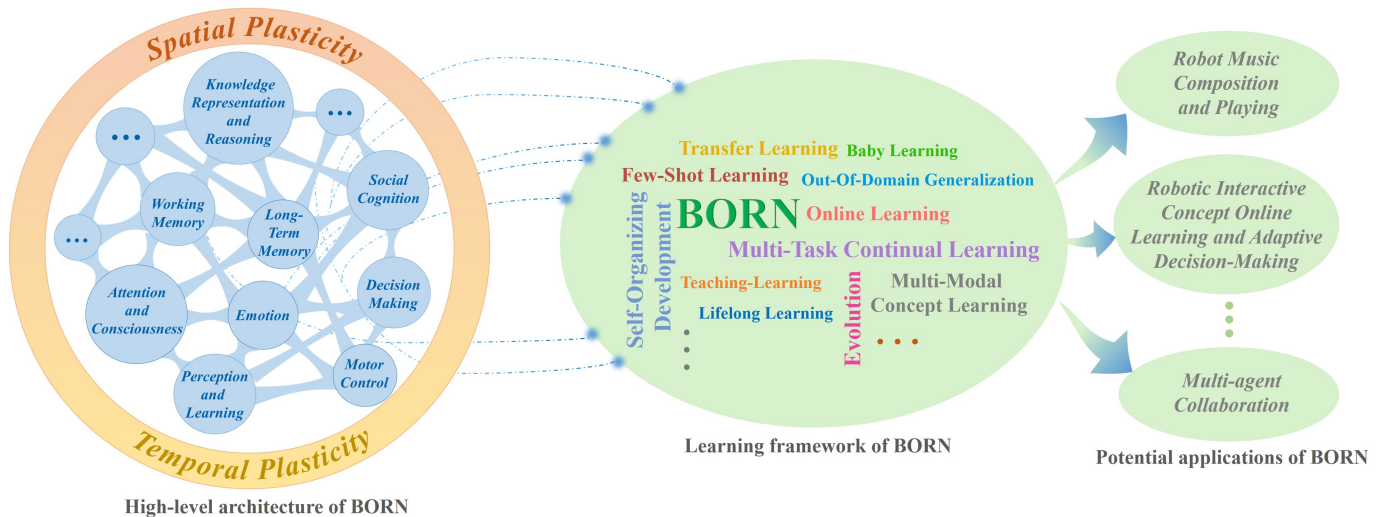 Spatial Plasticity
Knowledge
Representation
and
Reasoning
...
...
Social
Cognition
Working
Memory
Long-
Term
Memory
...
Attention
and
Consciousness
Emotion
Decision
Making
Perception
and
Learning
Motor
Control
Temporal Plasticity
High-level architecture of BORN
Transfer Learning
Baby Learning
Few-Shot Learning
Out-Of-Domain Generalization
BORN
Online Learning
Self-Organizing
Development
Multi-Task Continual Learning
Teaching-Learning
Multi-Modal
Concept Learning
Lifelong Learning
Evolution
...
...
Learning framework of BORN
Robot Music
Composition
and Playing
Robotic Interactive
Concept Online
Learning and Adaptive
Decision-Making
Multi-agent
Collaboration
Potential applications of BORN